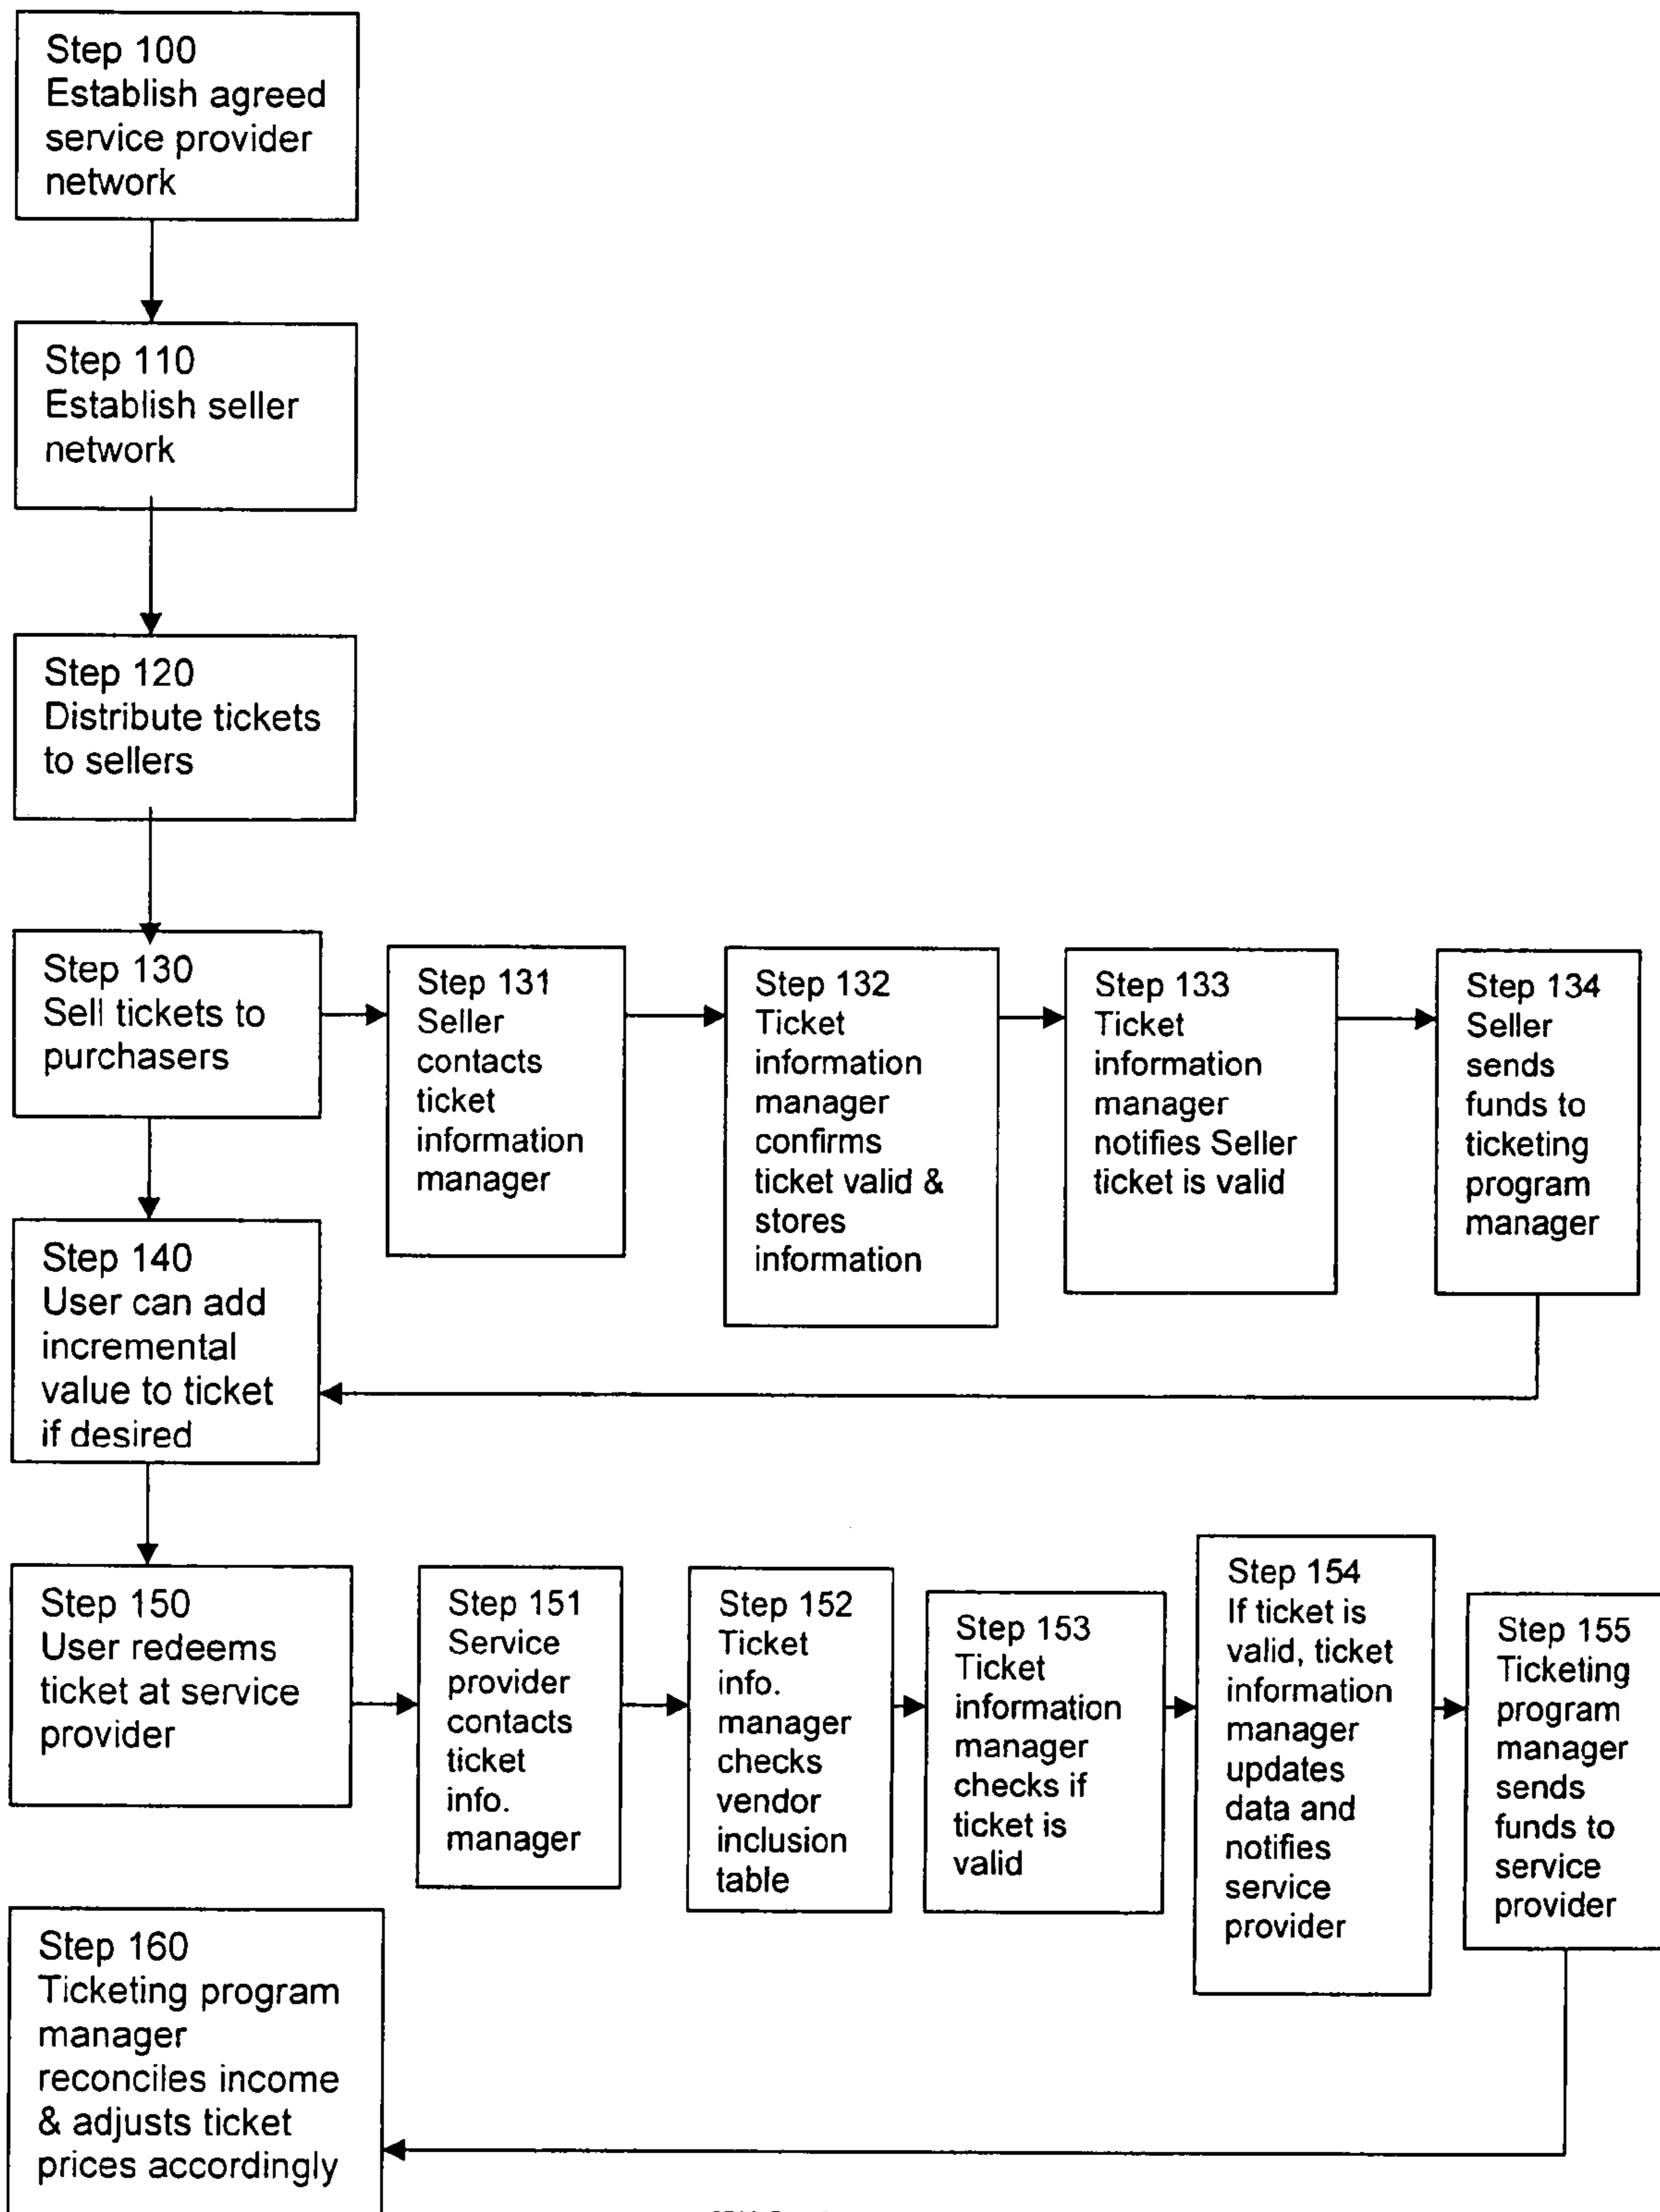 Step 100
Establish agreed
service provider
network
Step 110
Establish seller
network
Step 120
Distribute tickets
to sellers
Step 130
Sell tickets to
purchasers
Step 131
Seller
contacts
ticket
information
manager
Step 132
Ticket
information
manager
confirms
ticket valid &
stores
information
Step 133
Ticket
information
manager
notifies Seller
ticket is valid
Step 134
Seller
sends
funds to
ticketing
program
manager
Step 140
User can add
incremental
value to ticket
if desired
Step 150
User redeems
ticket at service
provider
Step 151
Service
provider
contacts
ticket
info.
manager
Step 152
Ticket
info.
manager
checks
vendor
inclusion
table
Step 153
Ticket
information
manager
checks if
ticket is
valid
Step 154
If ticket is
valid, ticket
information
manager
updates
data and
notifies
service
provider
Step 155
Ticketing
program
manager
sends
funds to
service
provider
Step 160
Ticketing program
manager
reconciles income
& adjusts ticket
prices accordingly